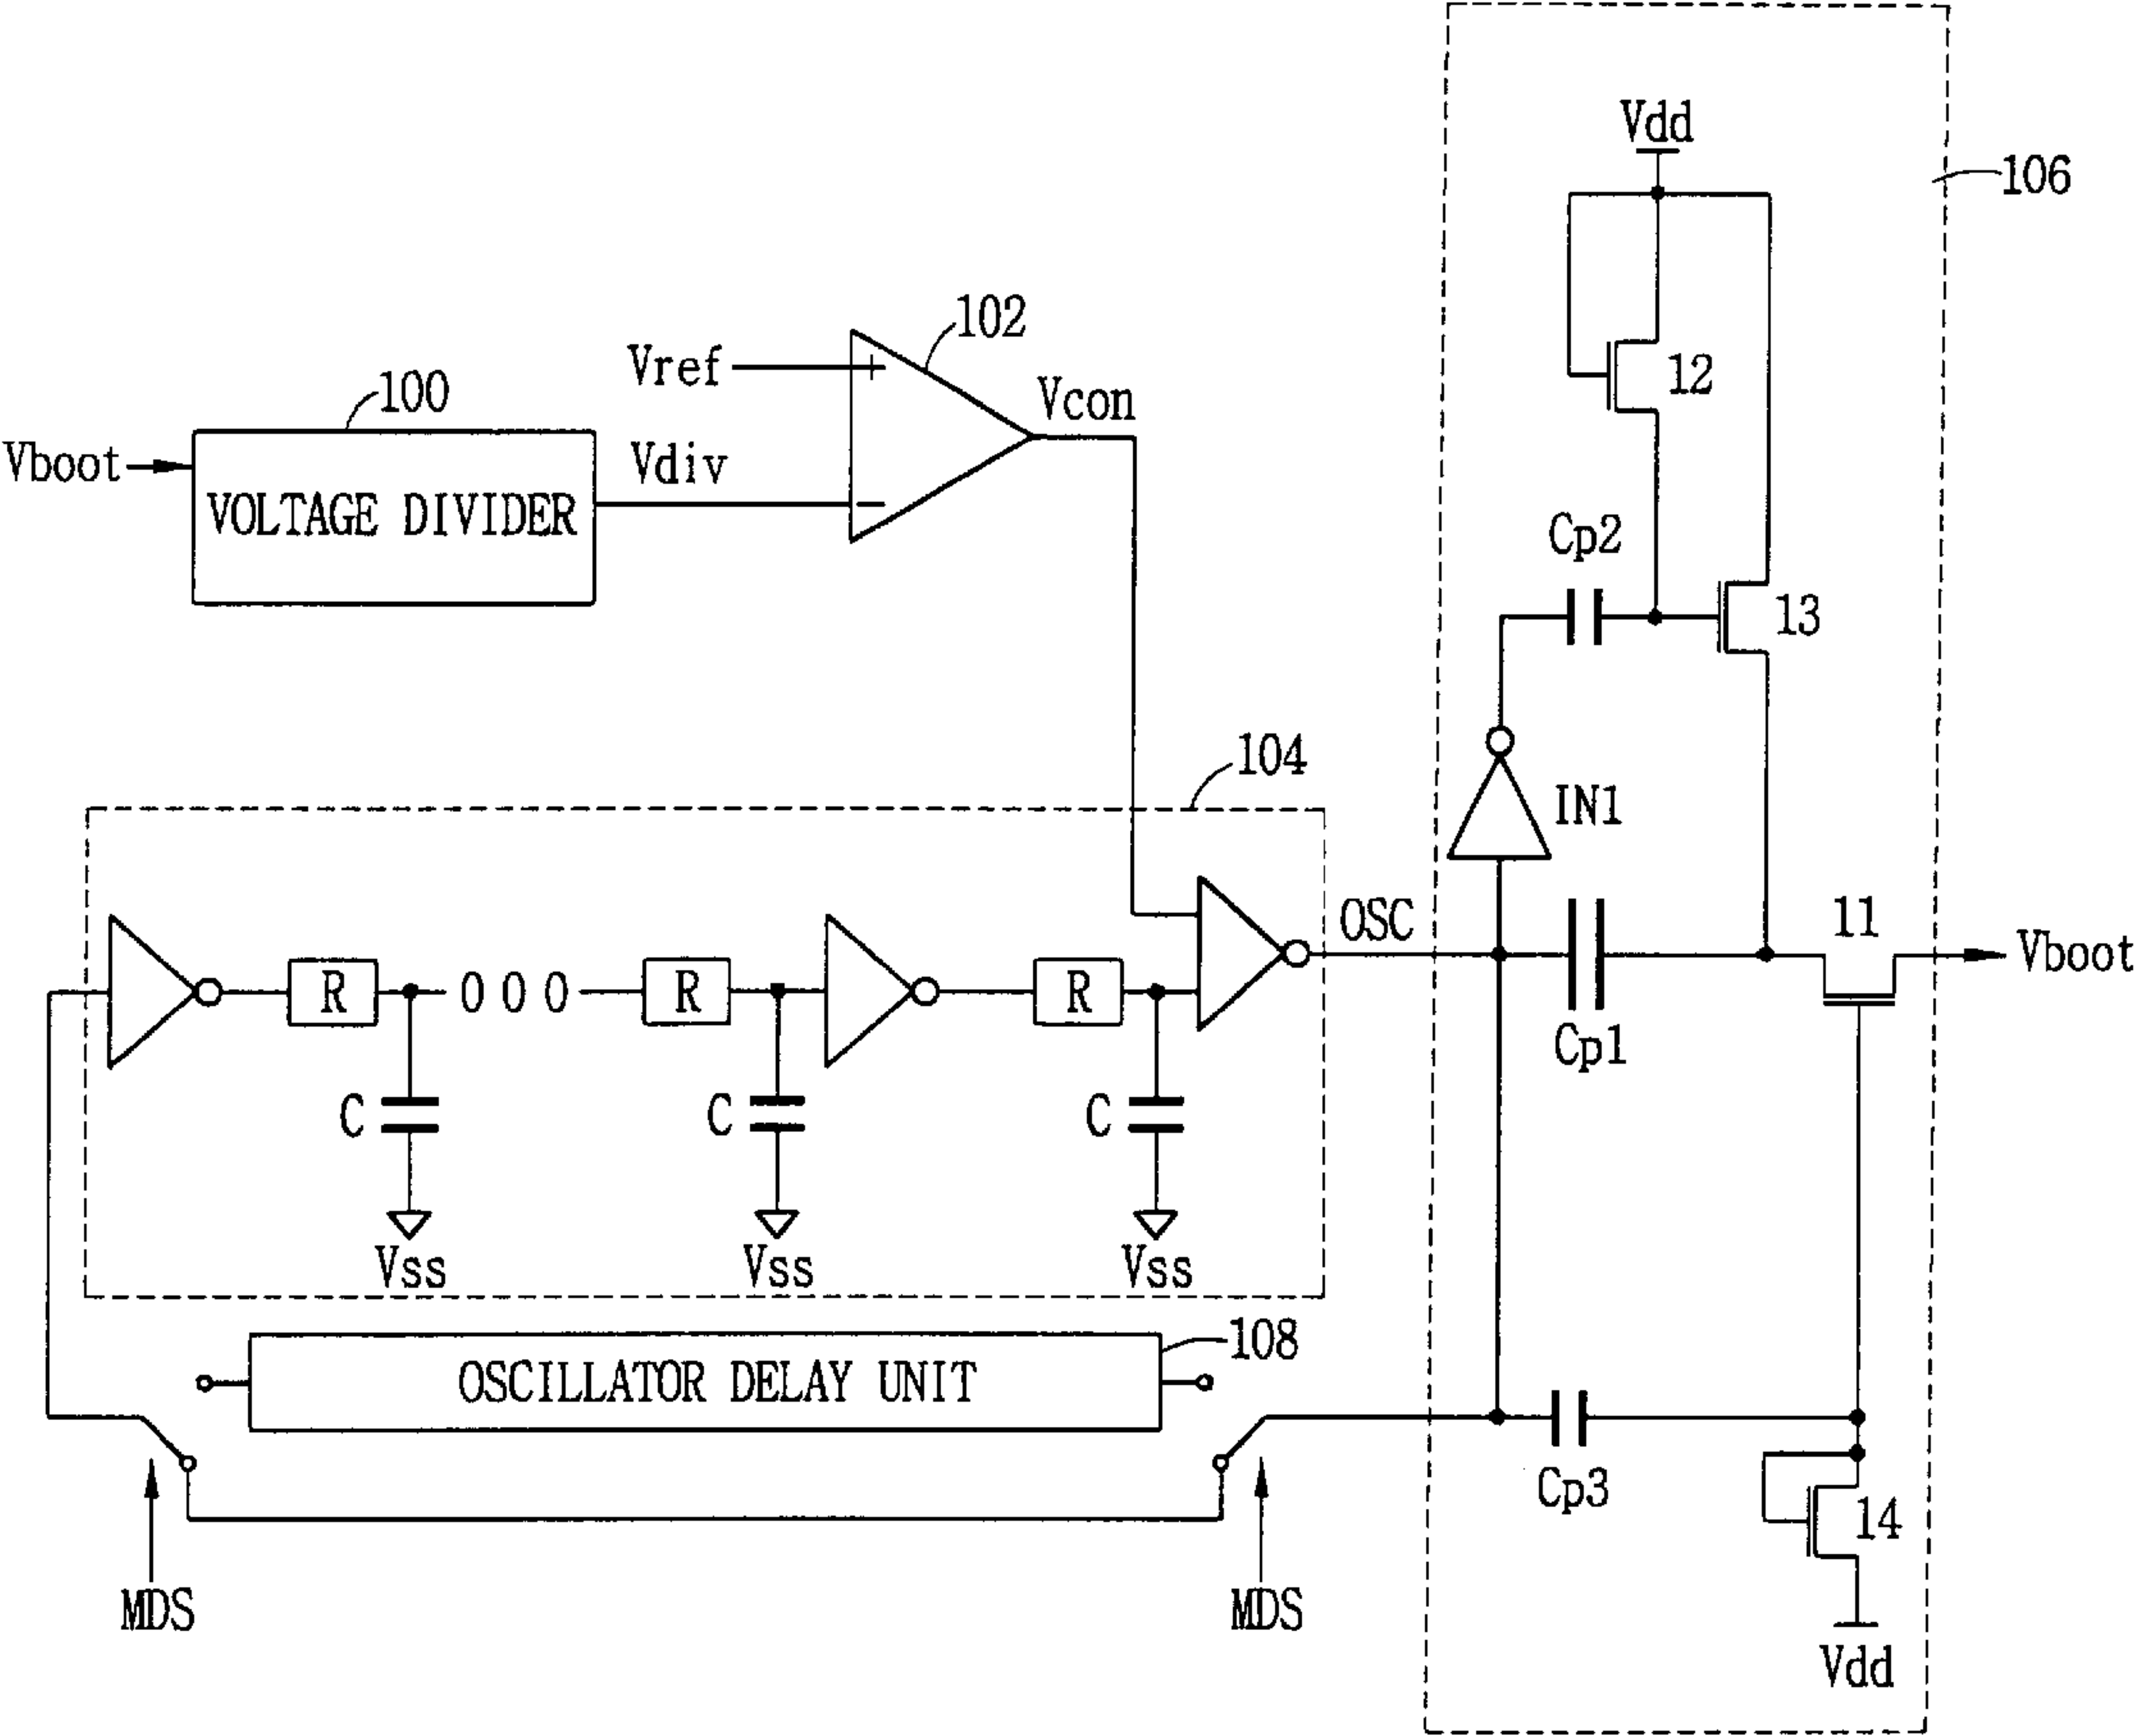 Vdd
106
12
Vref
+
102
Vcon
100
Vboot
VOLTAGE DIVIDER
Vdiv
−
Cp2
13
104
IN1
OSC
11
Vboot
R
0 0 0
R
R
Cp1
C
C
C
Vss
Vss
Vss
OSCILLATOR DELAY UNIT
108
Cp3
14
MDS
MDS
Vdd